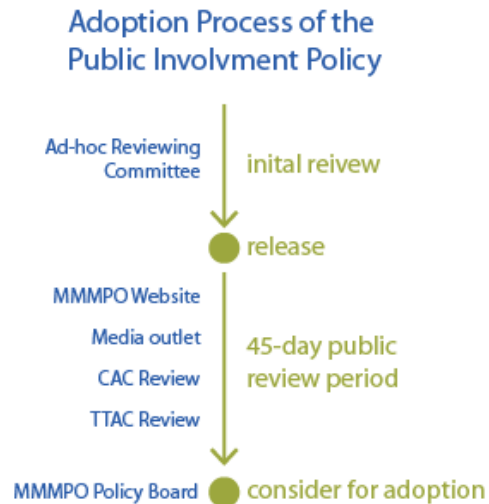 Adoption Process of the
Public Involvment Policy
Ad-hoc Reviewing
Committee
inital reivew
release
MMMPO Website
Media outlet
CAC Review
TTAC Review
45-day public
review period
MMMPO Policy Board
consider for adoption